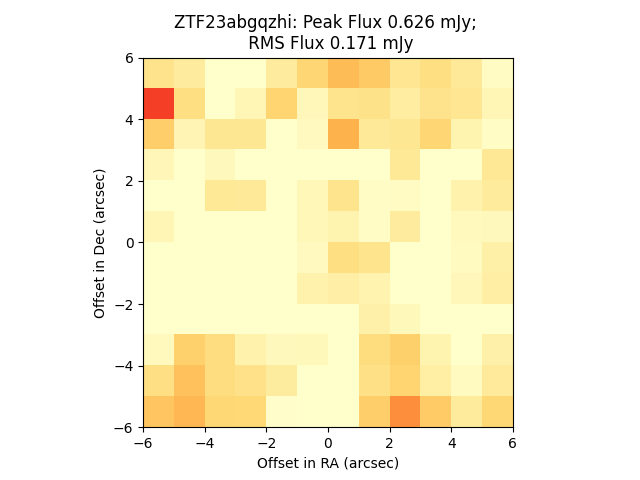 ZTF23abgqzhi: Peak Flux 0.626 mJy;
RMS Flux 0.171 mJy
6
4
2
0
−2
−4
−6
Offset in Dec (arcsec)
−6 −4 −2 0 2 4 6
Offset in RA (arcsec)